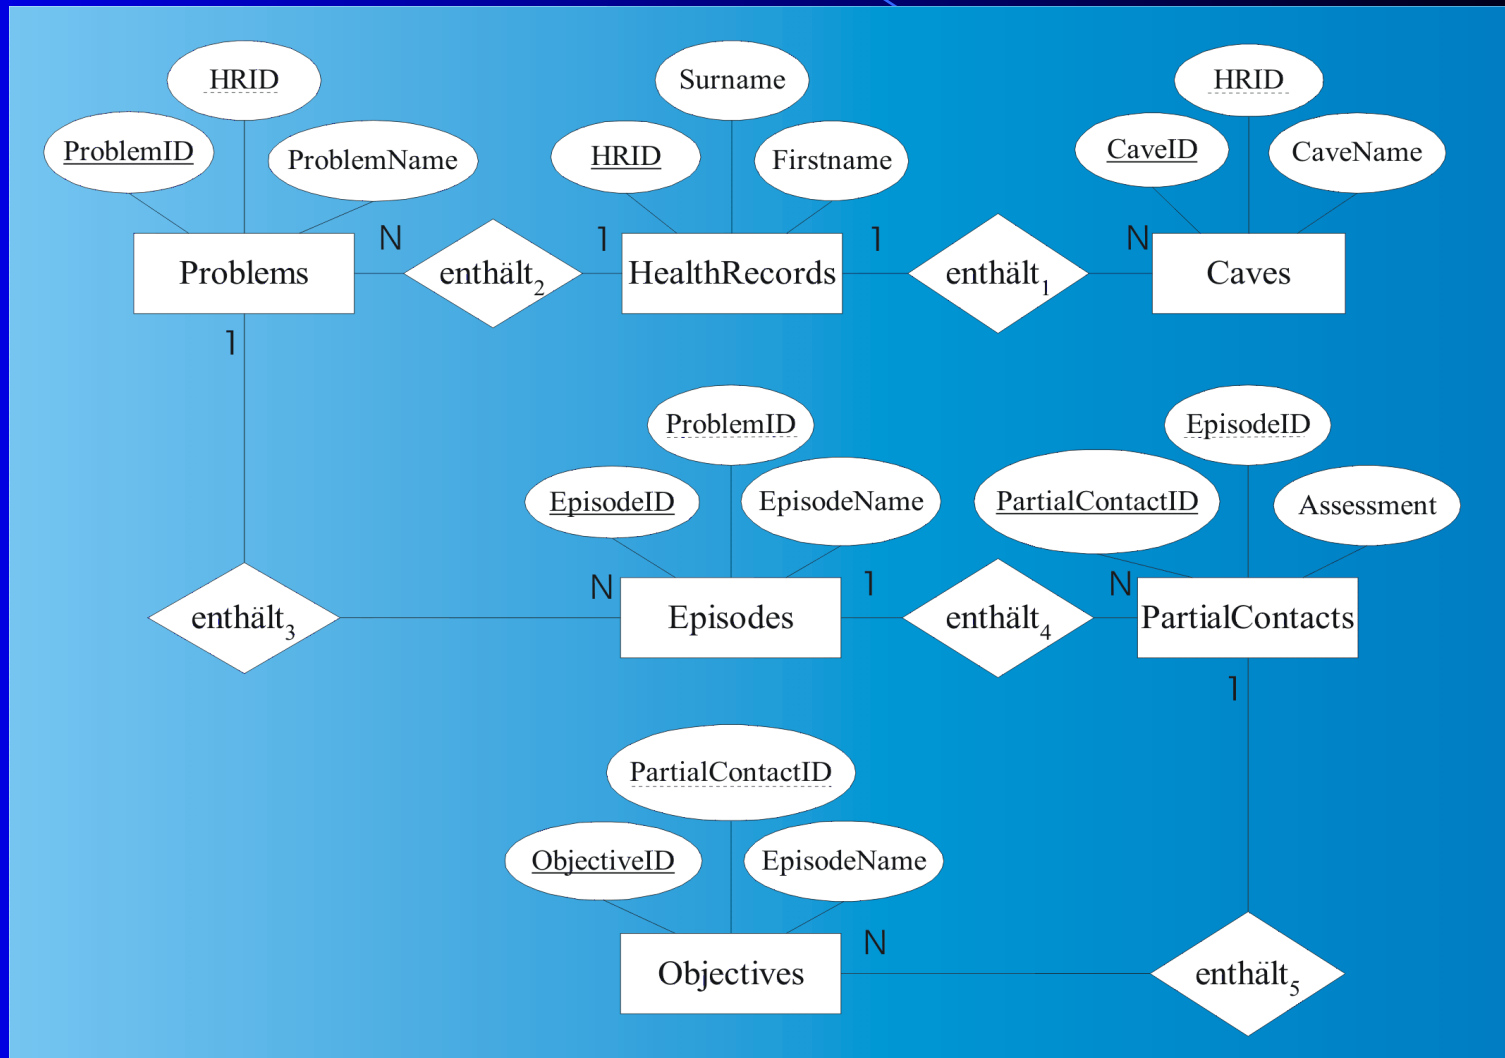 HRID
Surname
HRID
ProblemID
ProblemName
HRID
Firstname
CaveID
CaveName
N
1
1
N
Problems
enthält2
HealthRecords
enthält1
Caves
1
ProblemID
EpisodeID
EpisodeID
EpisodeName
PartialContactID
Assessment
N
1
N
enthält3
Episodes
enthält4
PartialContacts
1
PartialContactID
ObjectiveID
EpisodeName
N
Objectives
enthält5